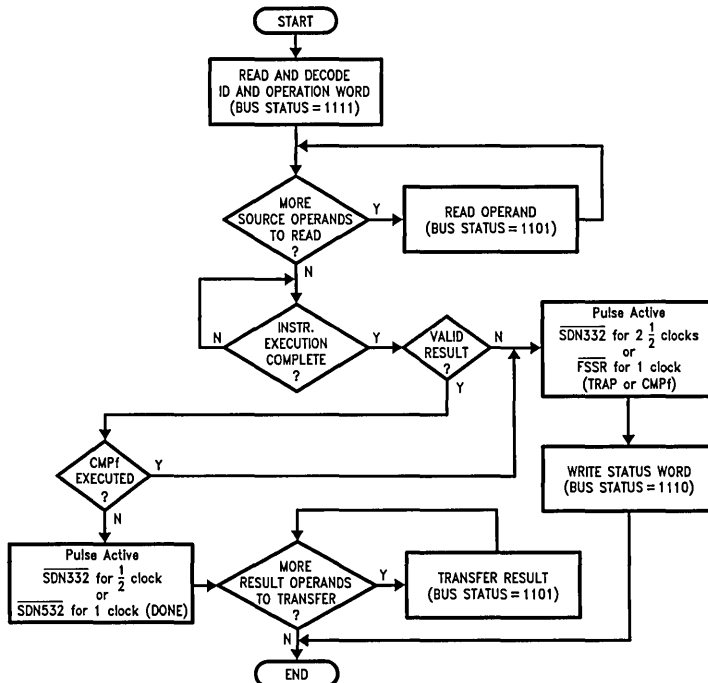 START
READ AND DECODE
ID AND OPERATION WORD
(BUS STATUS = 1111)
MORE
SOURCE OPERANDS
TO READ
?
Y
N
READ OPERAND
(BUS STATUS = 1101)
INSTR.
EXECUTION
COMPLETE
?
N
Y
VALID
RESULT
?
N
Y
Pulse Active
SDN332 for 2 1/2 clocks
or
FSSR for 1 clock
(TRAP or CMPf)
CMPf
EXECUTED
?
Y
N
WRITE STATUS WORD
(BUS STATUS = 1110)
Pulse Active
SDN332 for 1/2 clock
or
SDN532 for 1 clock (DONE)
MORE
RESULT OPERANDS
TO TRANSFER
?
Y
N
TRANSFER RESULT
(BUS STATUS = 1101)
END